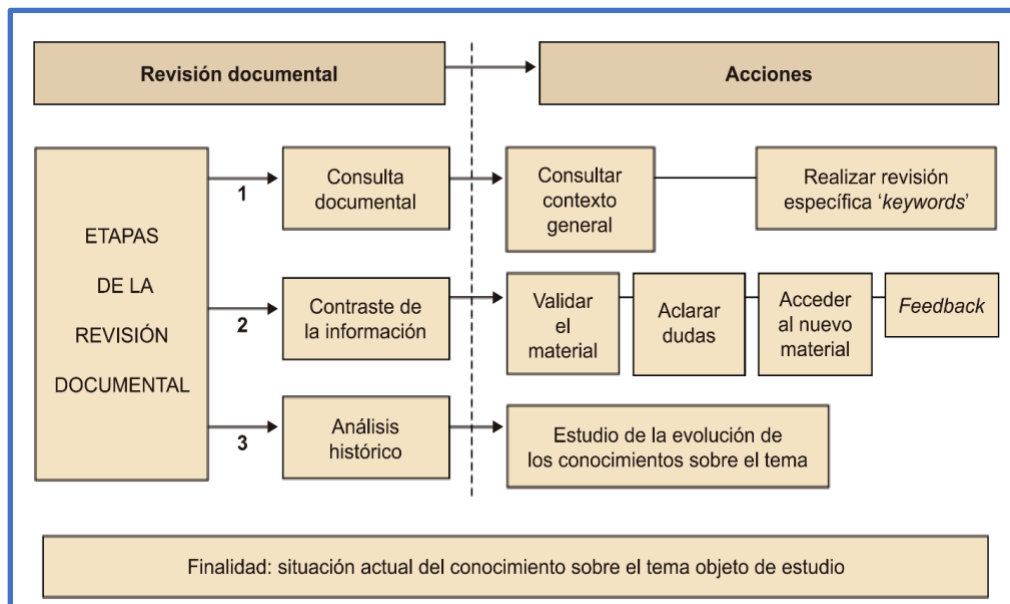 Revisión documental
Acciones
ETAPAS
DE LA
REVISIÓN
DOCUMENTAL
1
Consulta
documental
Consultar
contexto
general
Realizar revisión
específica ‘keywords’
2
Contraste de
la información
Validar
el
material
Aclarar
dudas
Acceder
al nuevo
material
Feedback
3
Análisis
histórico
Estudio de la evolución de
los conocimientos sobre el tema
Finalidad: situación actual del conocimiento sobre el tema objeto de estudio